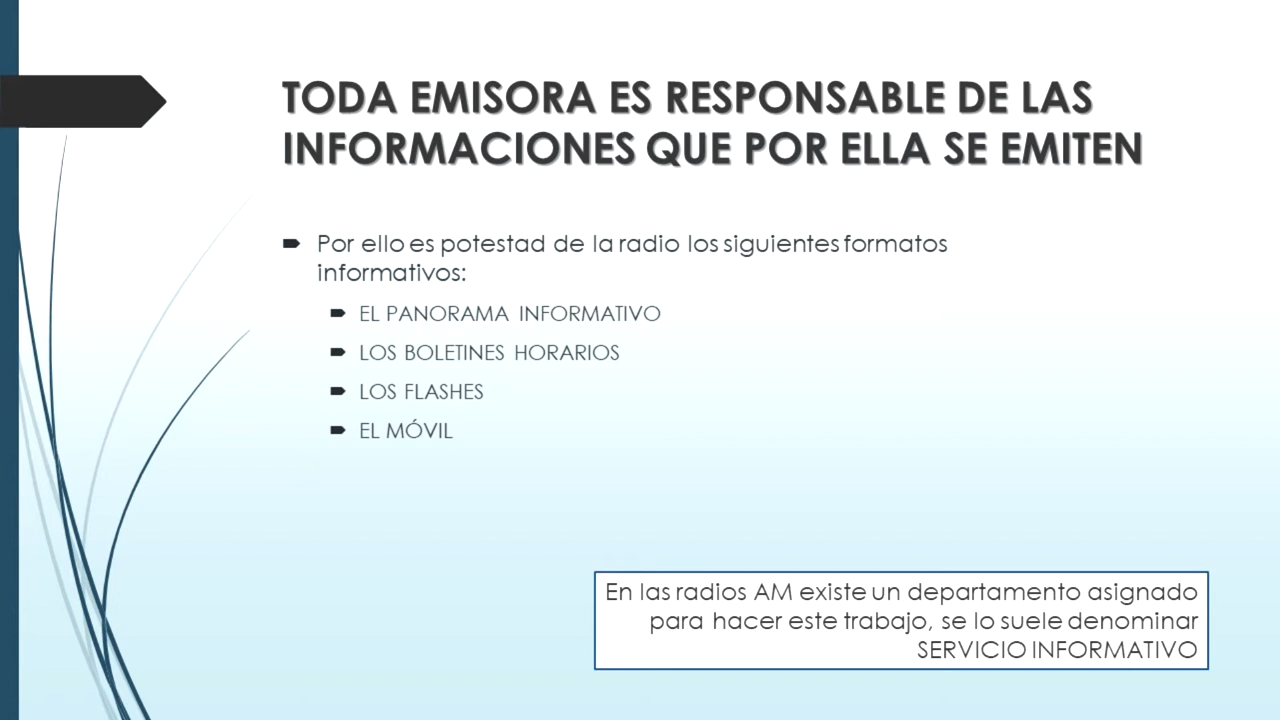 TODA EMISORA ES RESPONSABLE DE LAS
INFORMACIONES QUE POR ELLA SE EMITEN
Por ello es potestad de la radio los siguientes formatos
informativos:
EL PANORAMA INFORMATIVO
LOS BOLETINES HORARIOS
LOS FLASHES
EL MÓVIL
En las radios AM existe un departamento asignado
para hacer este trabajo, se lo suele denominar
SERVICIO INFORMATIVO